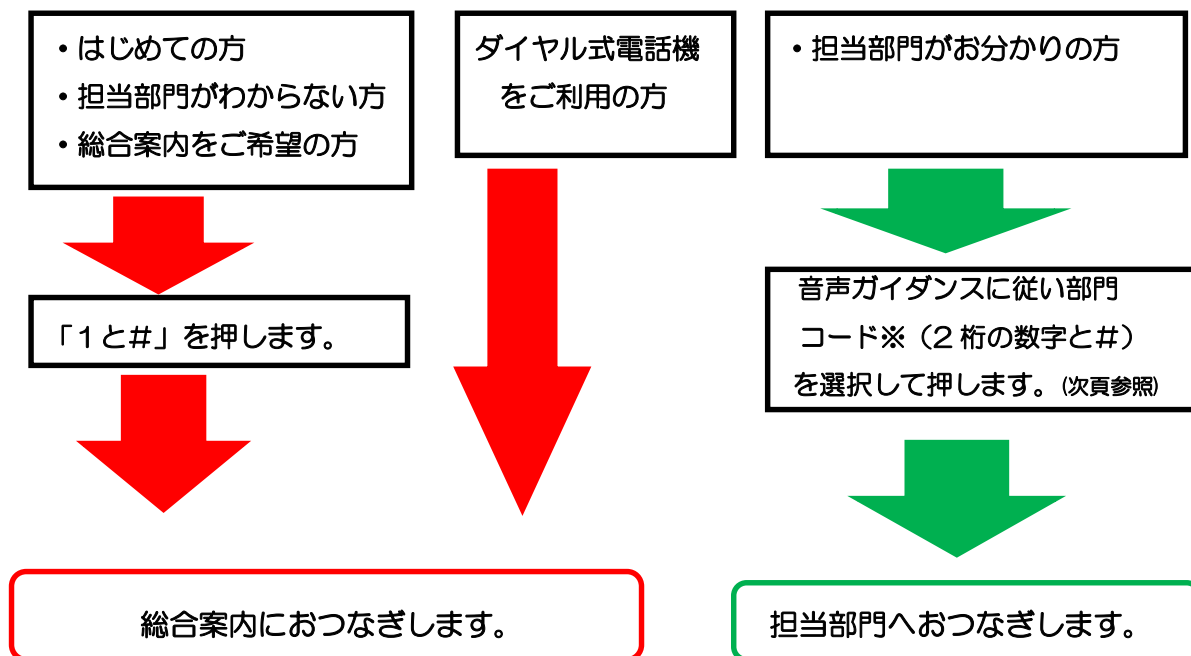 ・はじめての方
・担当部門がわからない方
・総合案内をご希望の方
ダイヤル式電話機
をご利用の方
・担当部門がお分かりの方
「1と#」を押します。
音声ガイダンスに従い部門
コード※(2桁の数字と#)
を選択して押します。(次頁参照)
総合案内におつなぎします。
担当部門へおつなぎします。